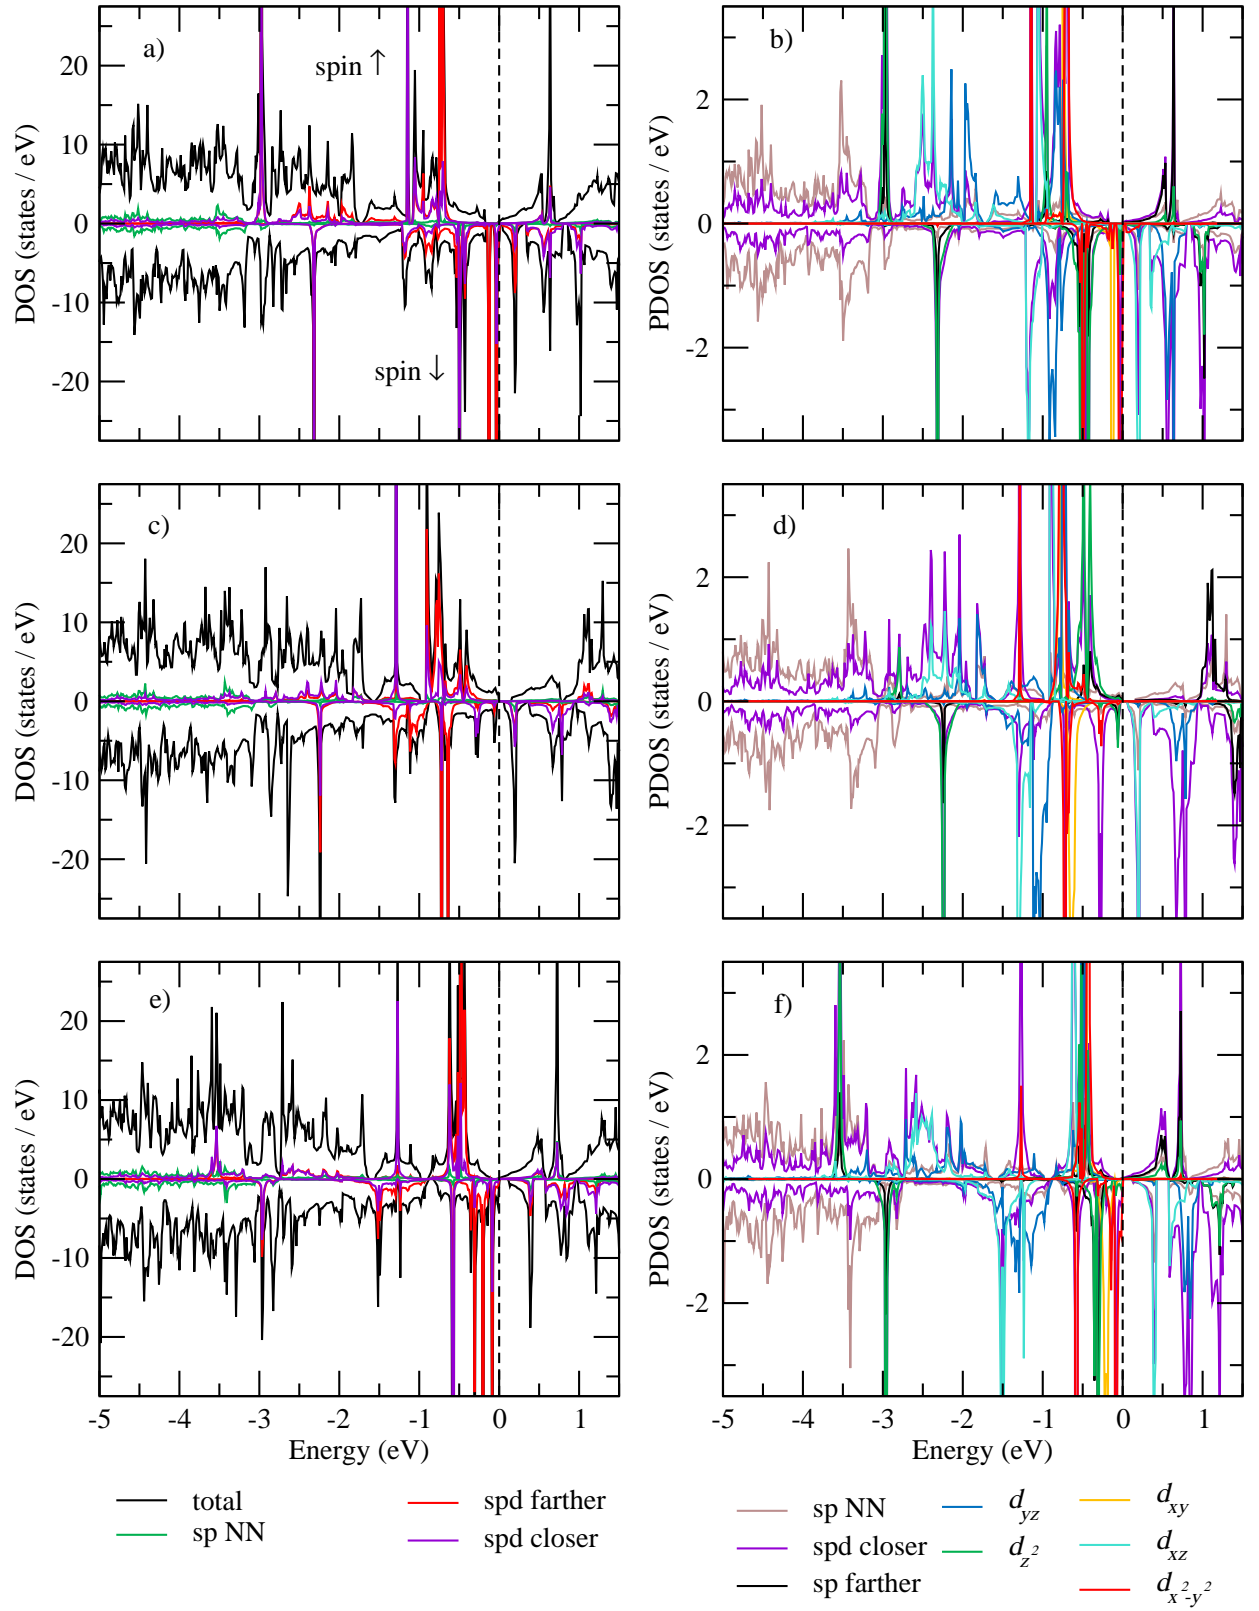 a)
spin ↑
20
10
0
-10
-20
DOS (states / eV)
spin ↓
b)
2
0
-2
PDOS (states / eV)
c)
20
10
0
-10
-20
DOS (states / eV)
d)
2
0
-2
PDOS (states / eV)
e)
20
10
0
-10
-20
DOS (states / eV)
-5 -4 -3 -2 -1 0 1
Energy (eV)
f)
2
0
-2
PDOS (states / eV)
-5 -4 -3 -2 -1 0 1
Energy (eV)
total
sp NN
spd farther
spd closer
sp NN
spd closer
sp farther
d_yz
d_z²
d_xy
d_xz
d_x²-y²